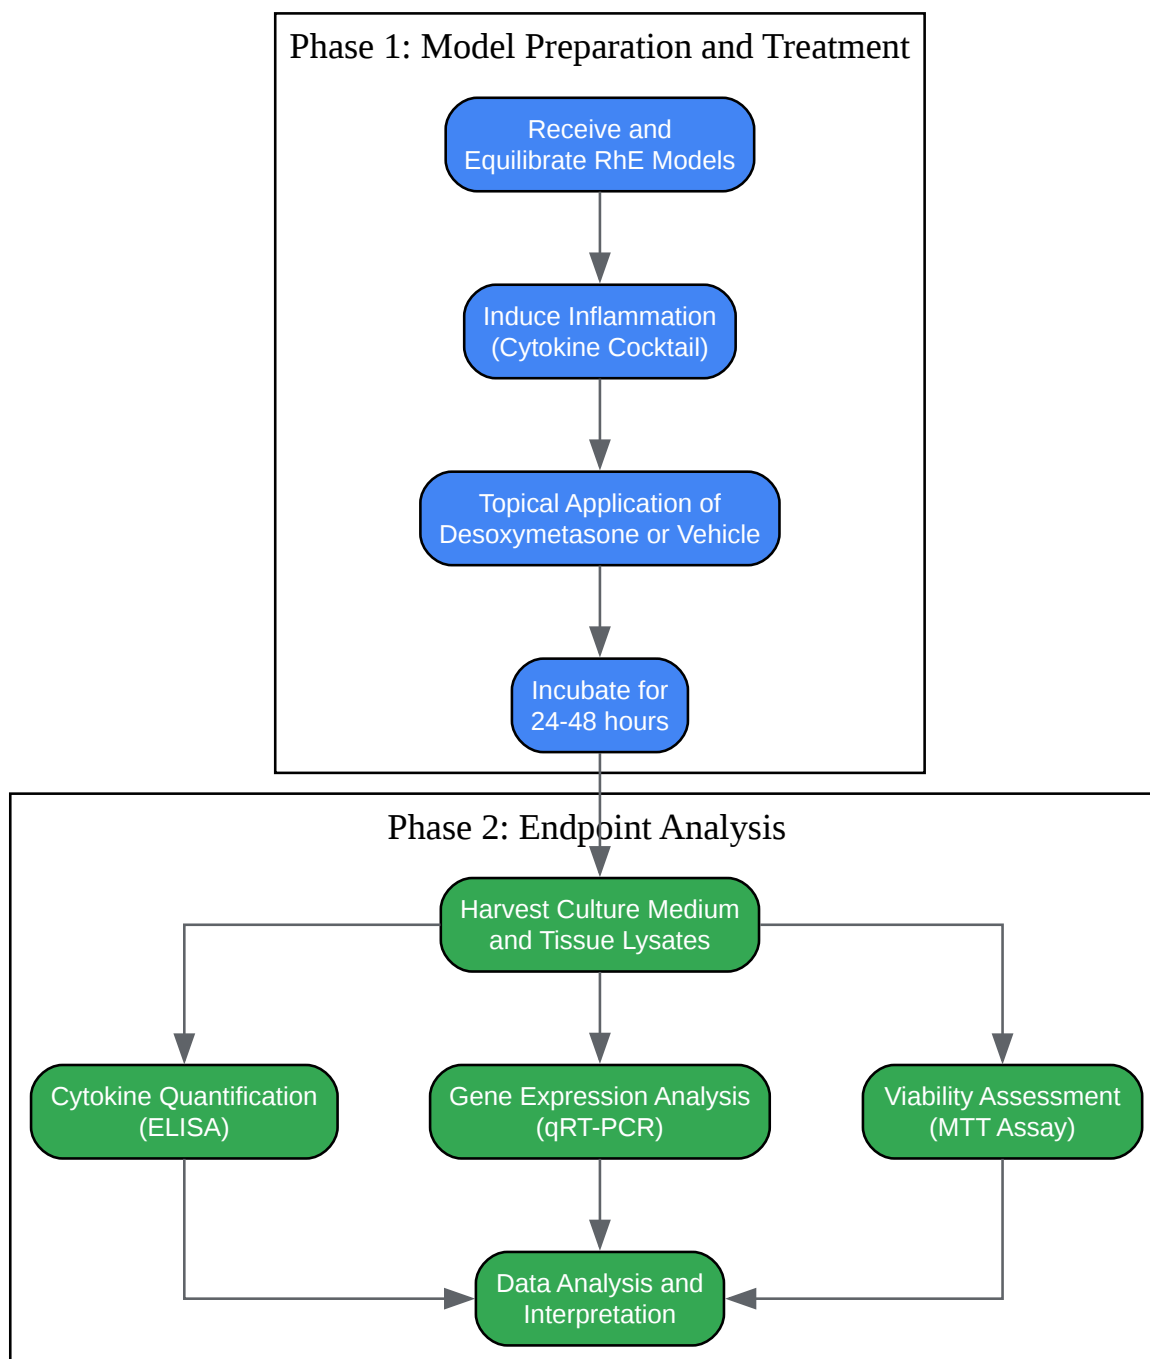 Phase 1: Model Preparation and Treatment
Receive and
Equilibrate RhE Models
Induce Inflammation
(Cytokine Cocktail)
Topical Application of
Desoxymetasone or Vehicle
Incubate for
24-48 hours
Phase 2: Endpoint Analysis
Harvest Culture Medium
and Tissue Lysates
Cytokine Quantification
(ELISA)
Gene Expression Analysis
(qRT-PCR)
Viability Assessment
(MTT Assay)
Data Analysis and
Interpretation